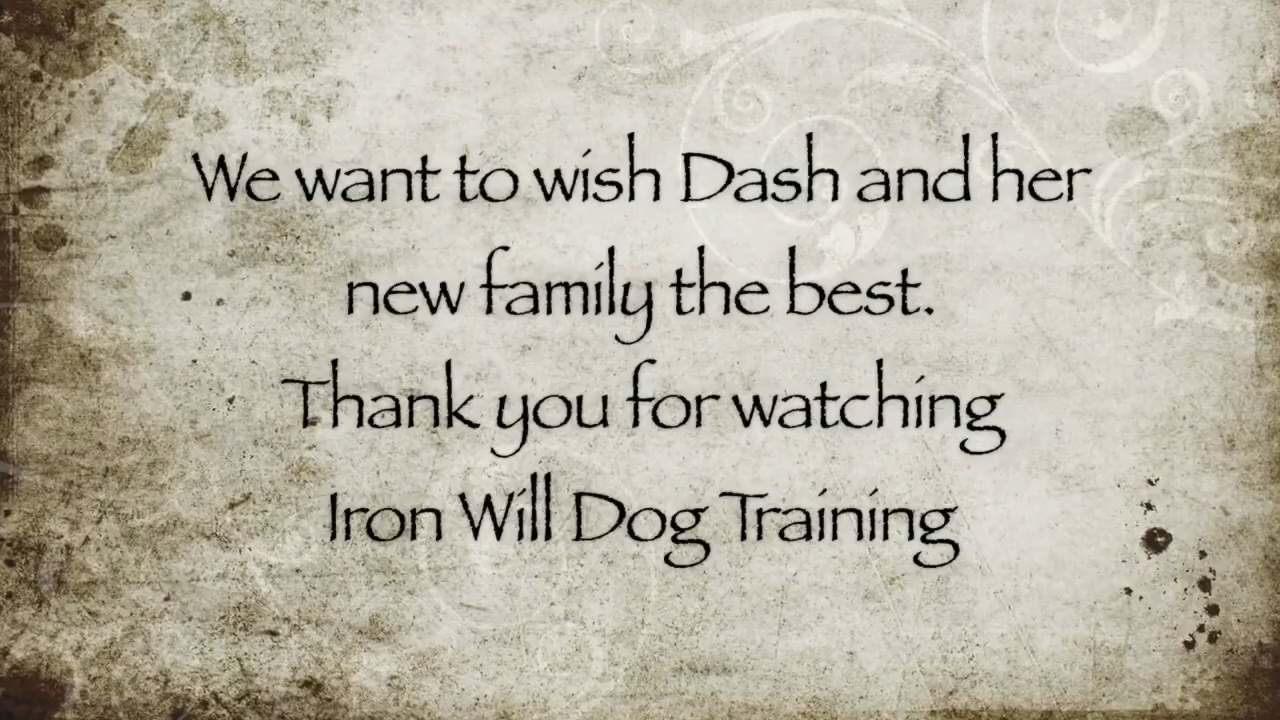 We want to wish Dash and her
new family the best.
Thank you for watching
Iron Will Dog Training